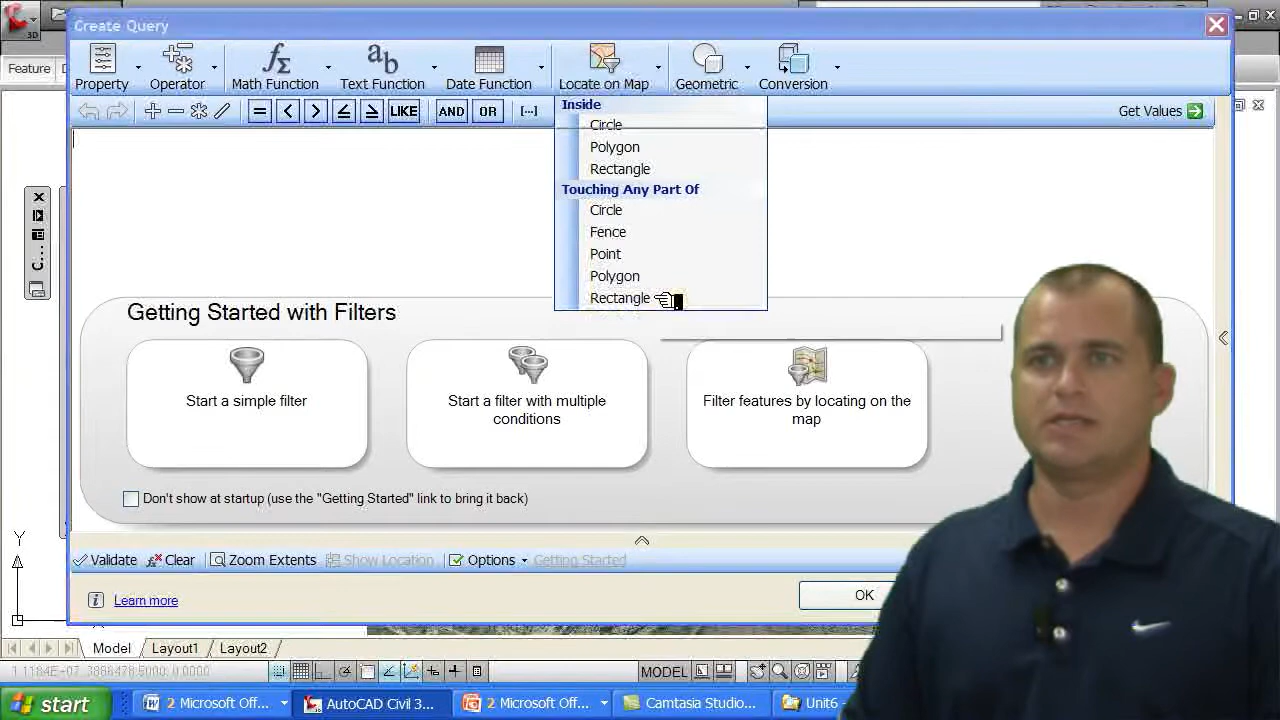 3D
Create Query
Feature
Property
Operator
Math Function
Text Function
Date Function
Locate on Map
Geometric
Conversion
LIKE
AND
OR
Get Values
Inside
Circle
Polygon
Rectangle
Touching Any Part Of
Circle
Fence
Point
Polygon
Rectangle
C...
Getting Started with Filters
Start a simple filter
Start a filter with multiple
conditions
Filter features by locating on the
map
Don't show at startup (use the "Getting Started" link to bring it back)
Validate
Clear
Zoom Extents
Show Location
Options
Getting Started
Learn more
OK
Y
Model
Layout1
Layout2
MODEL
start
2 Microsoft Off...
AutoCAD Civil 3...
2 Microsoft Off...
Camtasia Studio...
Unit6